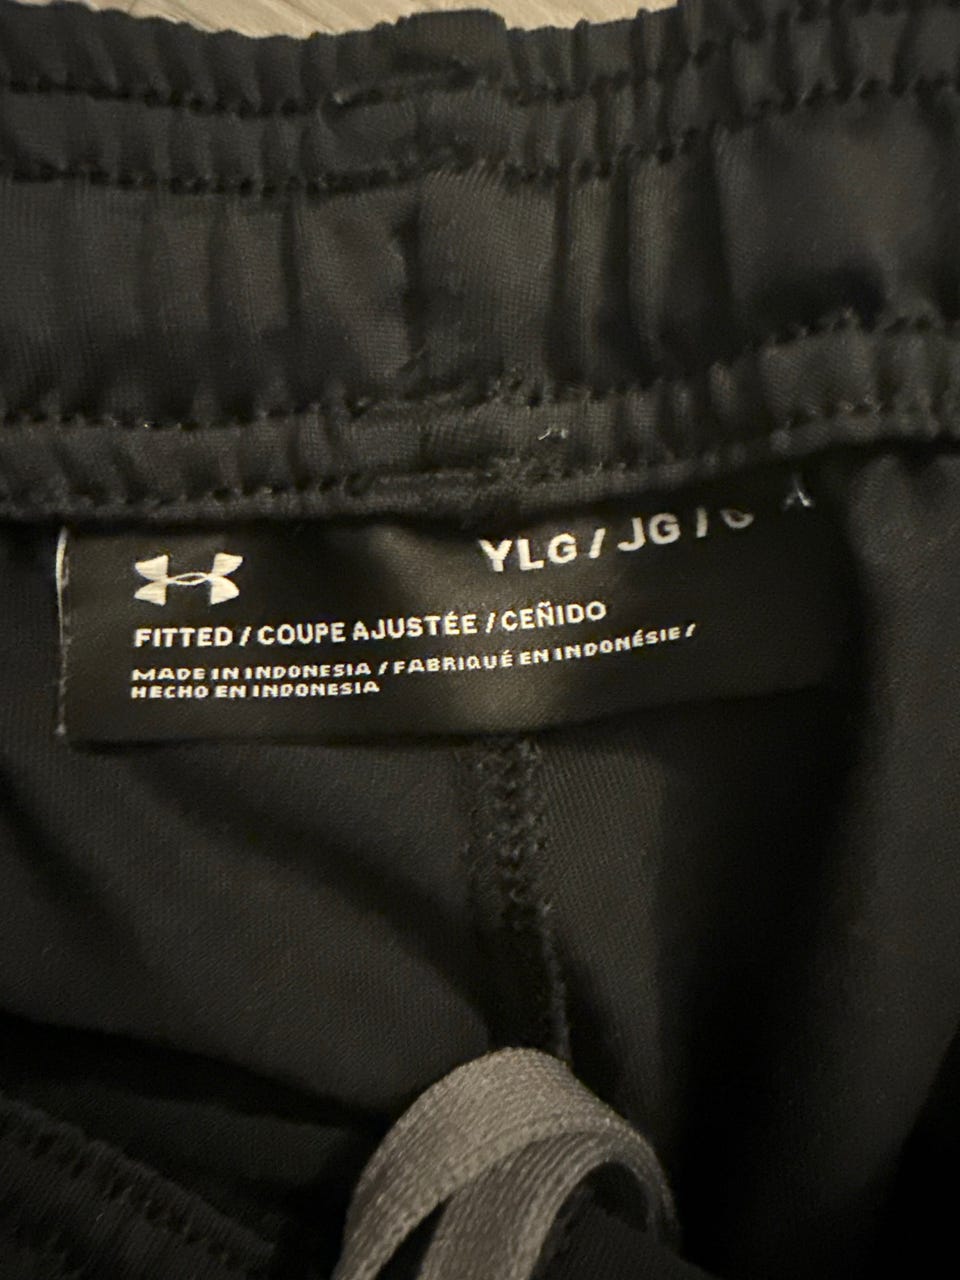 YLG / JG / G
FITTED / COUPE AJUSTÉE / CEÑIDO
MADE IN INDONESIA / FABRIQUÉ EN INDONÉSIE /
HECHO EN INDONESIA